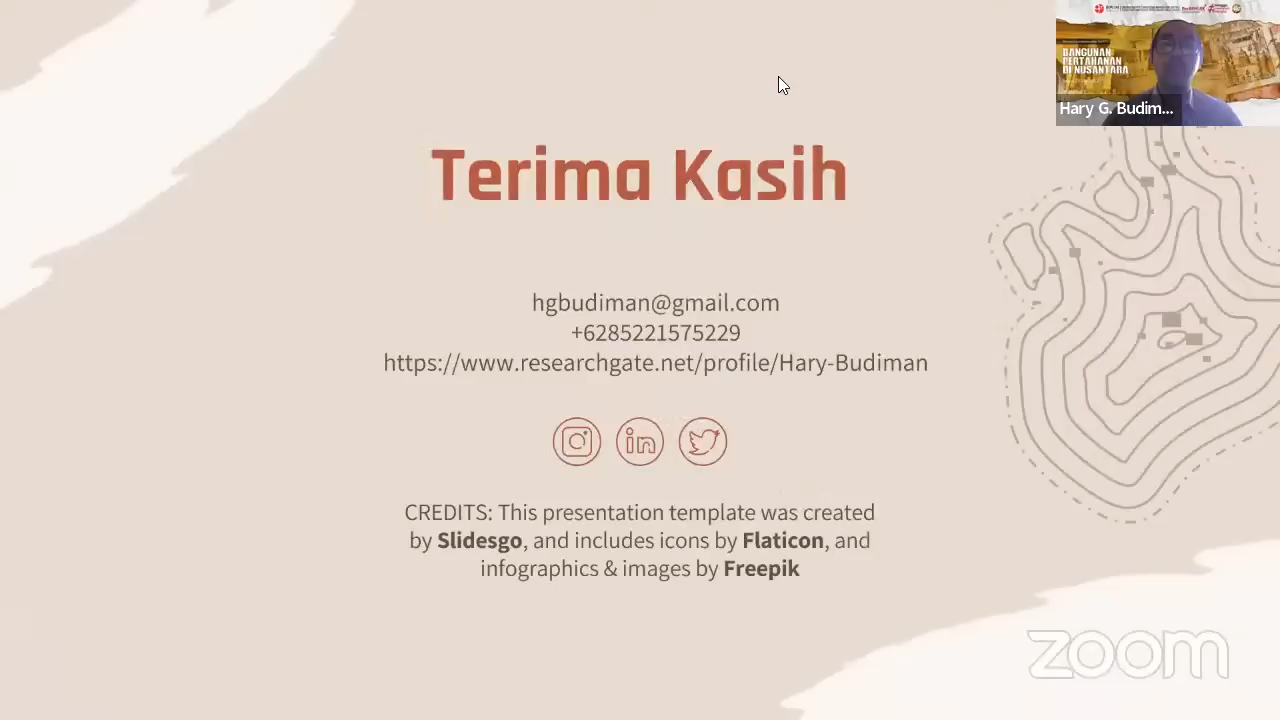 BANGUNAN
PERTAHANAN
DI NUSANTARA
Hary G. Budim...
Terima Kasih
hgbudiman@gmail.com
+6285221575229
https://www.researchgate.net/profile/Hary-Budiman
CREDITS: This presentation template was created
by Slidesgo, and includes icons by Flaticon, and
infographics & images by Freepik
zoom